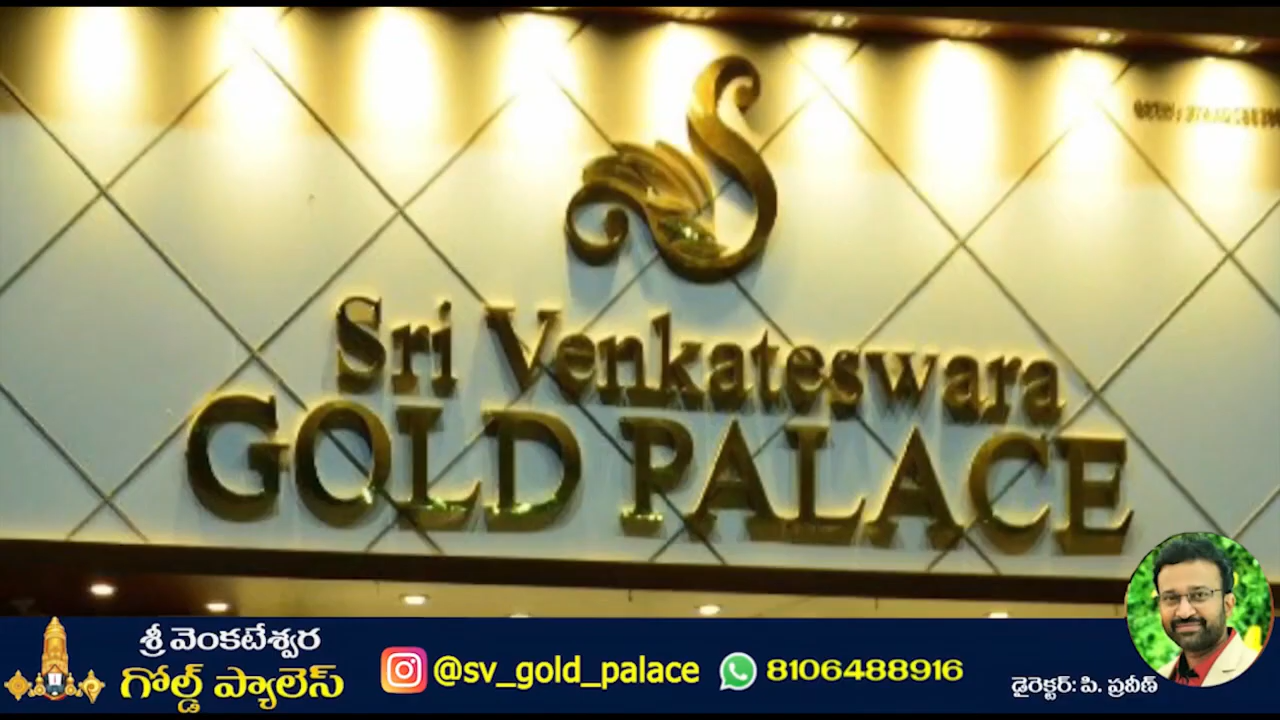 Sri Venkateswara
GOLD PALACE
శ్రీ వెంకటేశ్వర
గోల్డ్ ప్యాలెస్
@sv_gold_palace
8106488916
డైరెక్టర్: పి. ప్రవీణ్